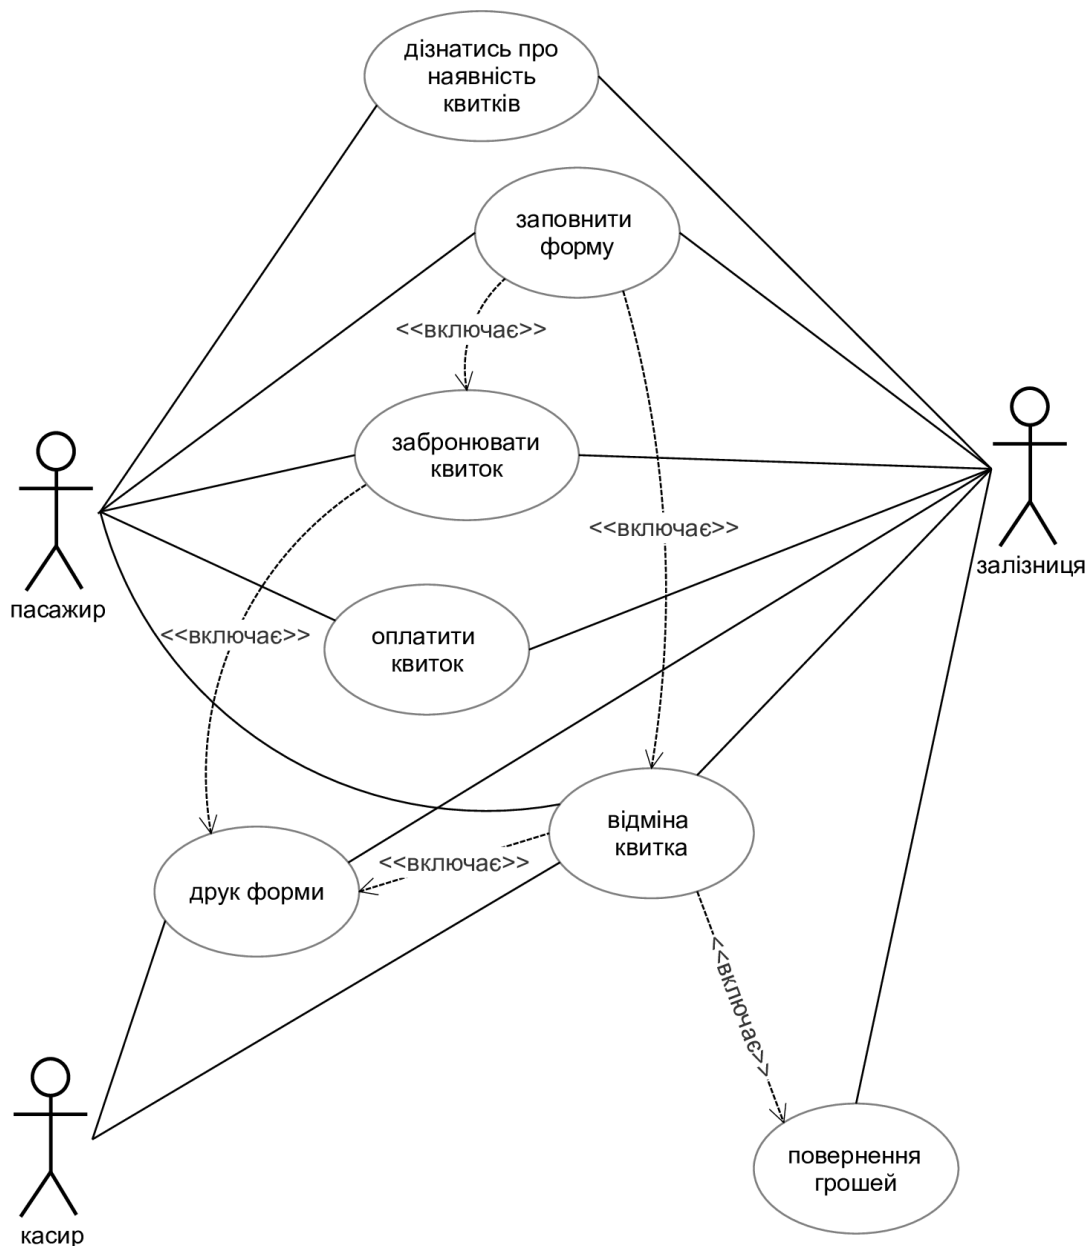 дізнатись про
наявність
квитків
заповнити
форму
<<включає>>
забронювати
квиток
<<включає>>
залізниця
пасажир
<<включає>>
оплатити
квиток
відміна
квитка
<<включає>>
друк форми
<<включає>>
повернення
грошей
касир